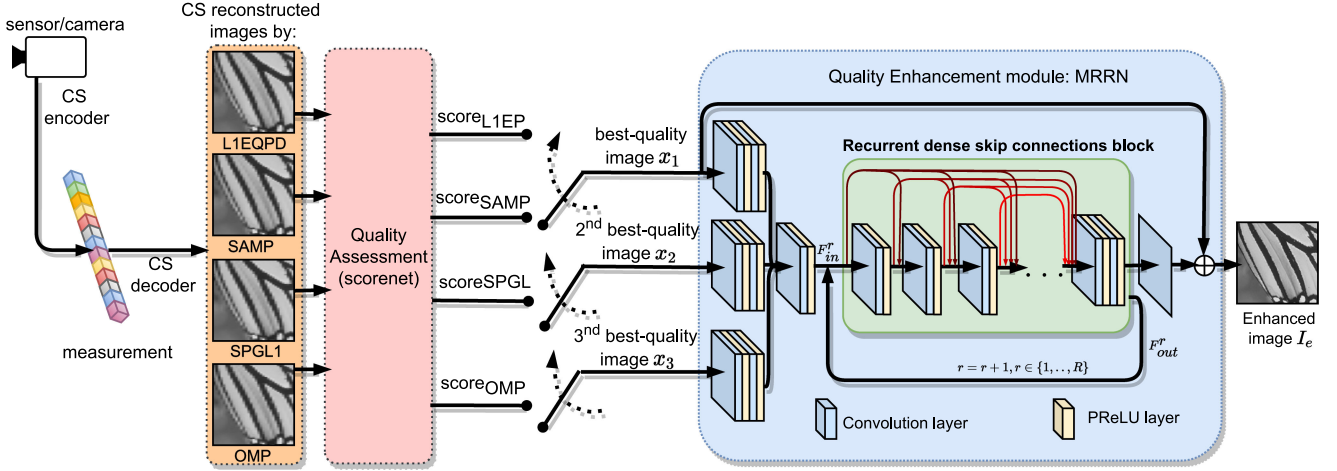 sensor/camera
CS
encoder
measurement
CS
decoder
CS reconstructed
images by:
L1EQPD
SAMP
SPGL1
OMP
Quality
Assessment
(scorenet)
scoreL1EP
scoreSAMP
scoreSPGL
scoreOMP
best-quality
image x₁
2nd best-quality
image x₂
3nd best-quality
image x₃
Quality Enhancement module: MRRN
Recurrent dense skip connections block
F^r_in
. . .
F^r_out
r = r + 1, r ∈ {1, . ., R}
Convolution layer
PReLU layer
Enhanced
image I_e